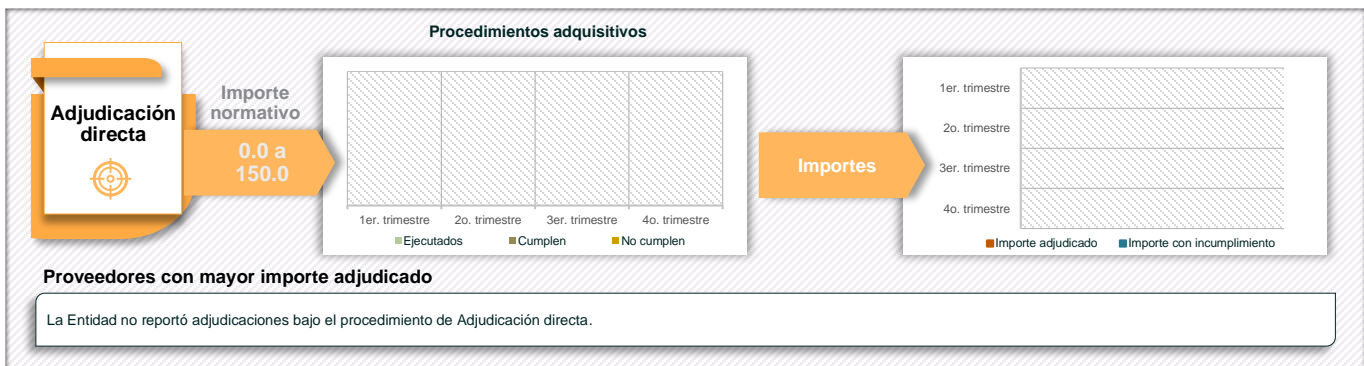 Procedimientos adquisitivos
Adjudicación
directa
Importe
normativo
0.0 a
150.0
1er. trimestre 2o. trimestre 3er. trimestre 4o. trimestre
Ejecutados Cumplen No cumplen
Importes
1er. trimestre
2o. trimestre
3er. trimestre
4o. trimestre
Importe adjudicado Importe con incumplimiento
Proveedores con mayor importe adjudicado
La Entidad no reportó adjudicaciones bajo el procedimiento de Adjudicación directa.